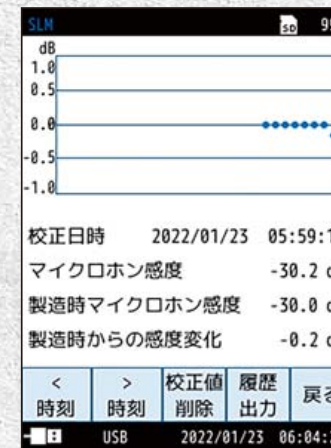 SLM SD 9
dB
1.0
0.5
0.0
-0.5
-1.0
校正日時 2022/01/23 05:59:1
マイクロホン感度 -30.2
製造時マイクロホン感度 -30.0
製造時からの感度変化 -0.2
< > 校正値 履歴 戻
時刻 時刻 削除 出力
USB 2022/01/23 06:04: